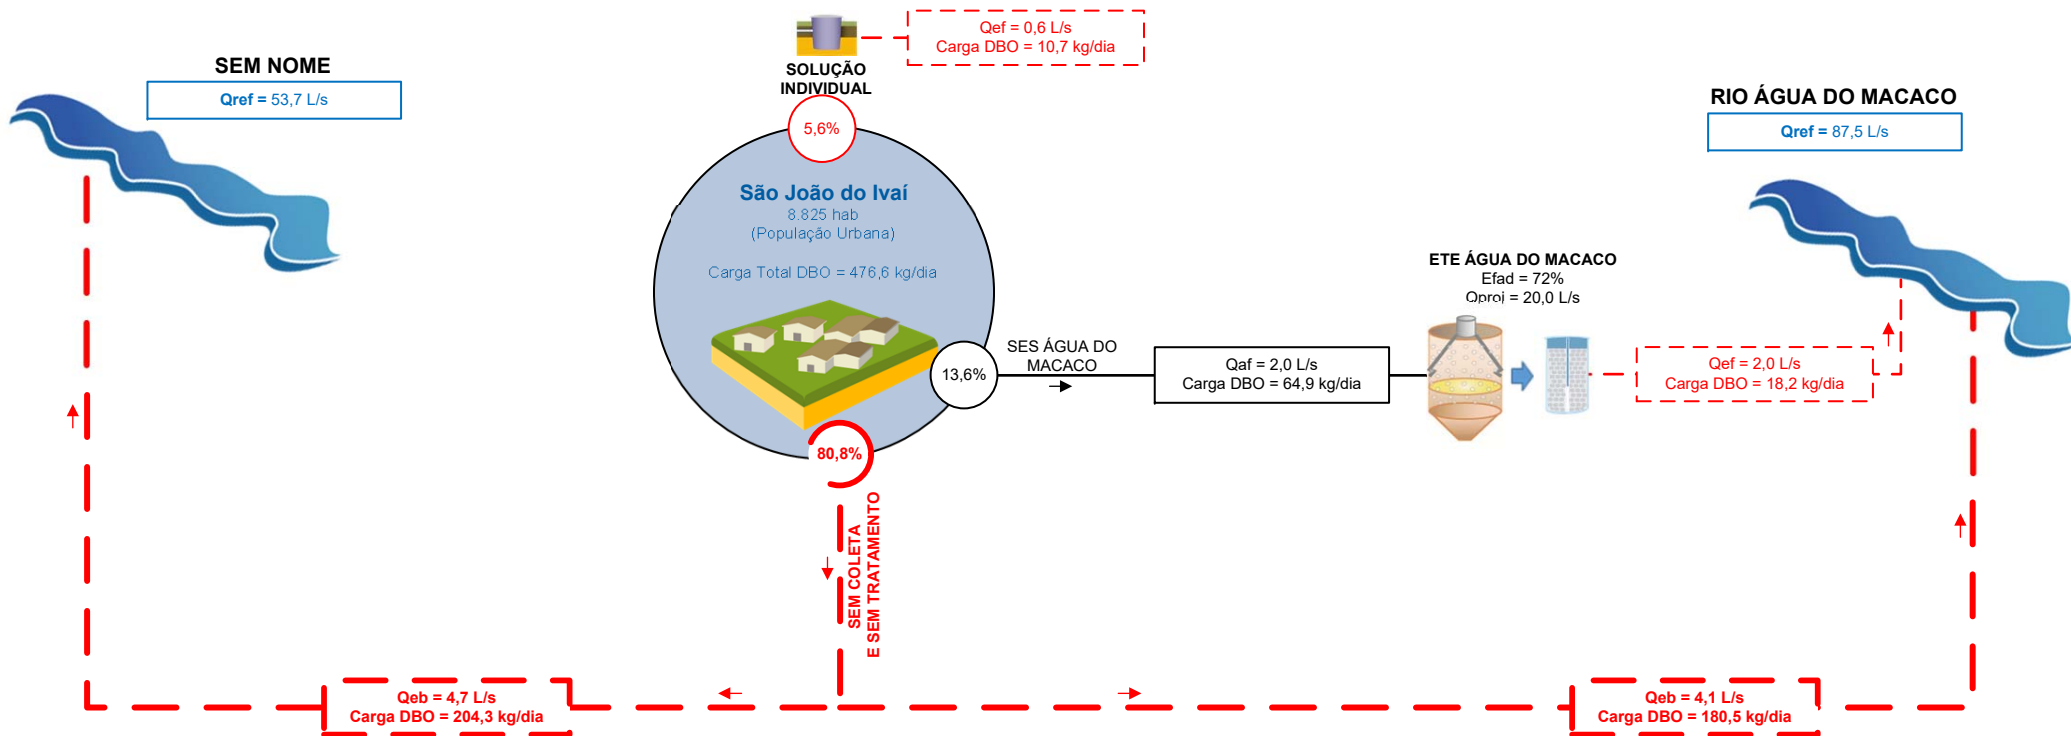 SEM NOME
Qref = 53,7 L/s
Qef = 0,6 L/s
Carga DBO = 10,7 kg/dia
SOLUÇÃO
INDIVIDUAL
5,6%
São João do Ivaí
8.825 hab
(População Urbana)
Carga Total DBO = 476,6 kg/dia
13,6%
80,8%
SES ÁGUA DO
MACACO
Qaf = 2,0 L/s
Carga DBO = 64,9 kg/dia
ETE ÁGUA DO MACACO
Efad = 72%
Qproj = 20,0 L/s
Qef = 2,0 L/s
Carga DBO = 18,2 kg/dia
RIO ÁGUA DO MACACO
Qref = 87,5 L/s
SEM COLETA
E SEM TRATAMENTO
Qeb = 4,7 L/s
Carga DBO = 204,3 kg/dia
Qeb = 4,1 L/s
Carga DBO = 180,5 kg/dia